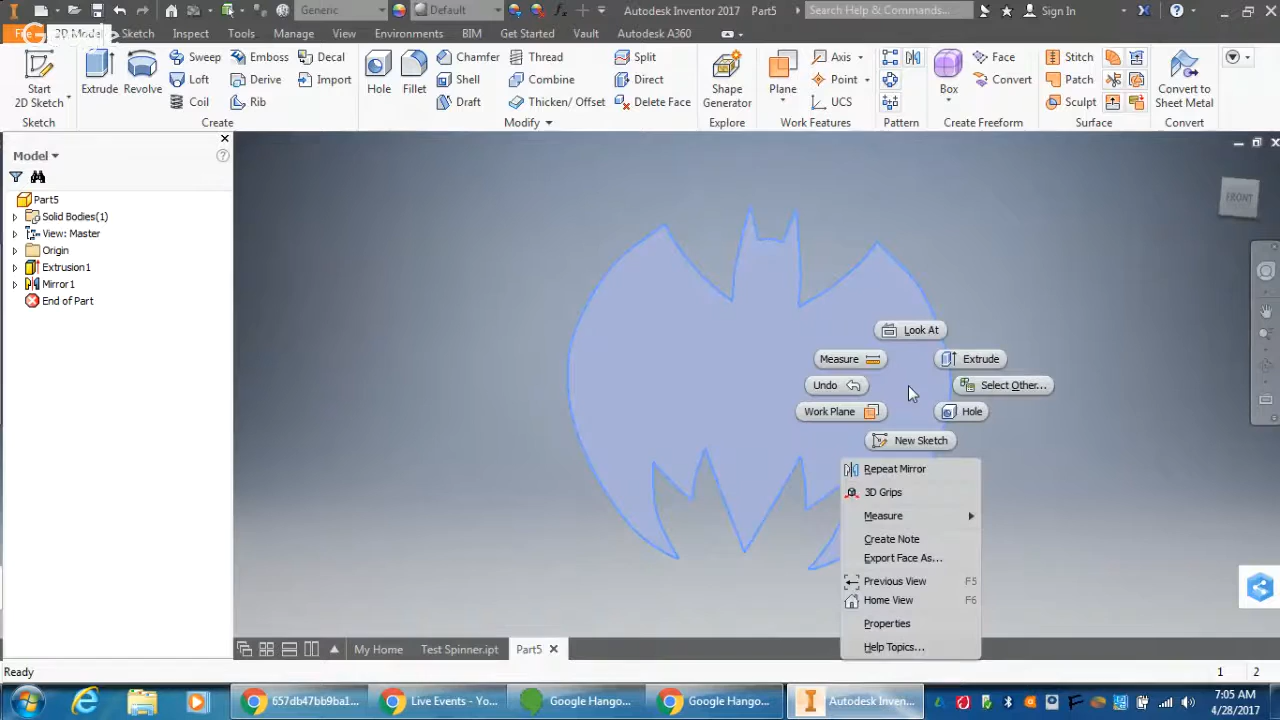 Generic
Default
Autodesk Inventor 2017 Part5
Search Help & Commands...
Sign In
File
3D Model
Sketch
Inspect
Tools
Manage
View
Environments
BIM
Get Started
Vault
Autodesk A360
Start
2D Sketch
Extrude
Revolve
Sweep
Loft
Coil
Emboss
Derive
Rib
Decal
Import
Hole
Fillet
Chamfer
Shell
Draft
Thread
Combine
Thicken/ Offset
Split
Direct
Delete Face
Shape
Generator
Plane
Axis
Point
UCS
Box
Face
Convert
Stitch
Patch
Sculpt
Convert to
Sheet Metal
Sketch
Create
Modify
Explore
Work Features
Pattern
Create Freeform
Surface
Convert
Model
Part5
Solid Bodies(1)
View: Master
Origin
Extrusion1
Mirror1
End of Part
FRONT
Look At
Measure
Extrude
Undo
Select Other...
Work Plane
Hole
New Sketch
Repeat Mirror
3D Grips
Measure
Create Note
Export Face As...
Previous View F5
Home View F6
Properties
Help Topics...
My Home
Test Spinner.ipt
Part5
Ready
1 2
657db47bb9ba1...
Live Events - Yo...
Google Hango...
Google Hango...
Autodesk Inven...
7:05 AM
4/28/2017